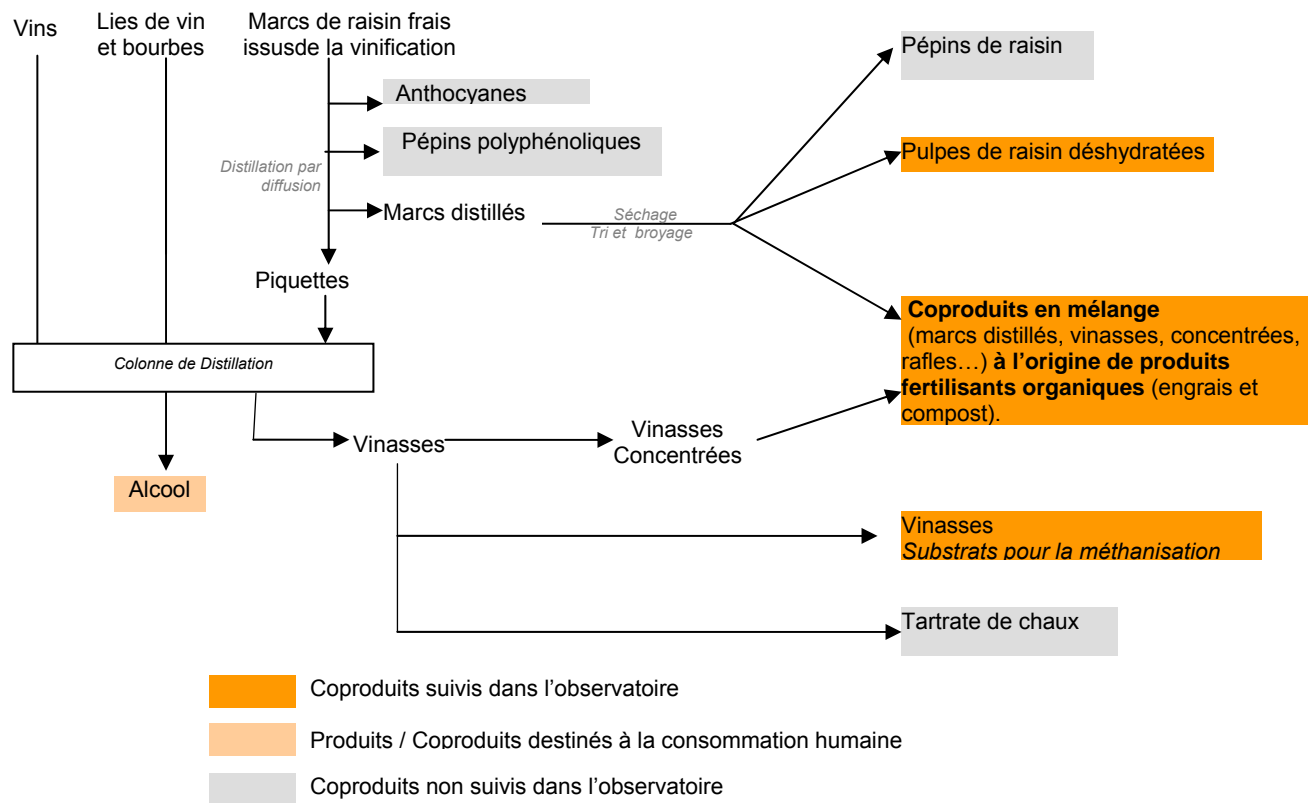 Vins
Lies de vin
et bourbes
Marcs de raisin frais
issusde la vinification
Pépins de raisin
Anthocyanes
Pépins polyphénoliques
Pulpes de raisin déshydratées
Distillation par
diffusion
Marcs distillés
Séchage
Tri et broyage
Piquettes
Coproduits en mélange
(marcs distillés, vinasses, concentrées,
rafles…) à l’origine de produits
fertilisants organiques (engrais et
compost).
Colonne de Distillation
Vinasses
Vinasses
Concentrées
Alcool
Vinasses
Substrats pour la méthanisation
Tartrate de chaux
Coproduits suivis dans l’observatoire
Produits / Coproduits destinés à la consommation humaine
Coproduits non suivis dans l’observatoire